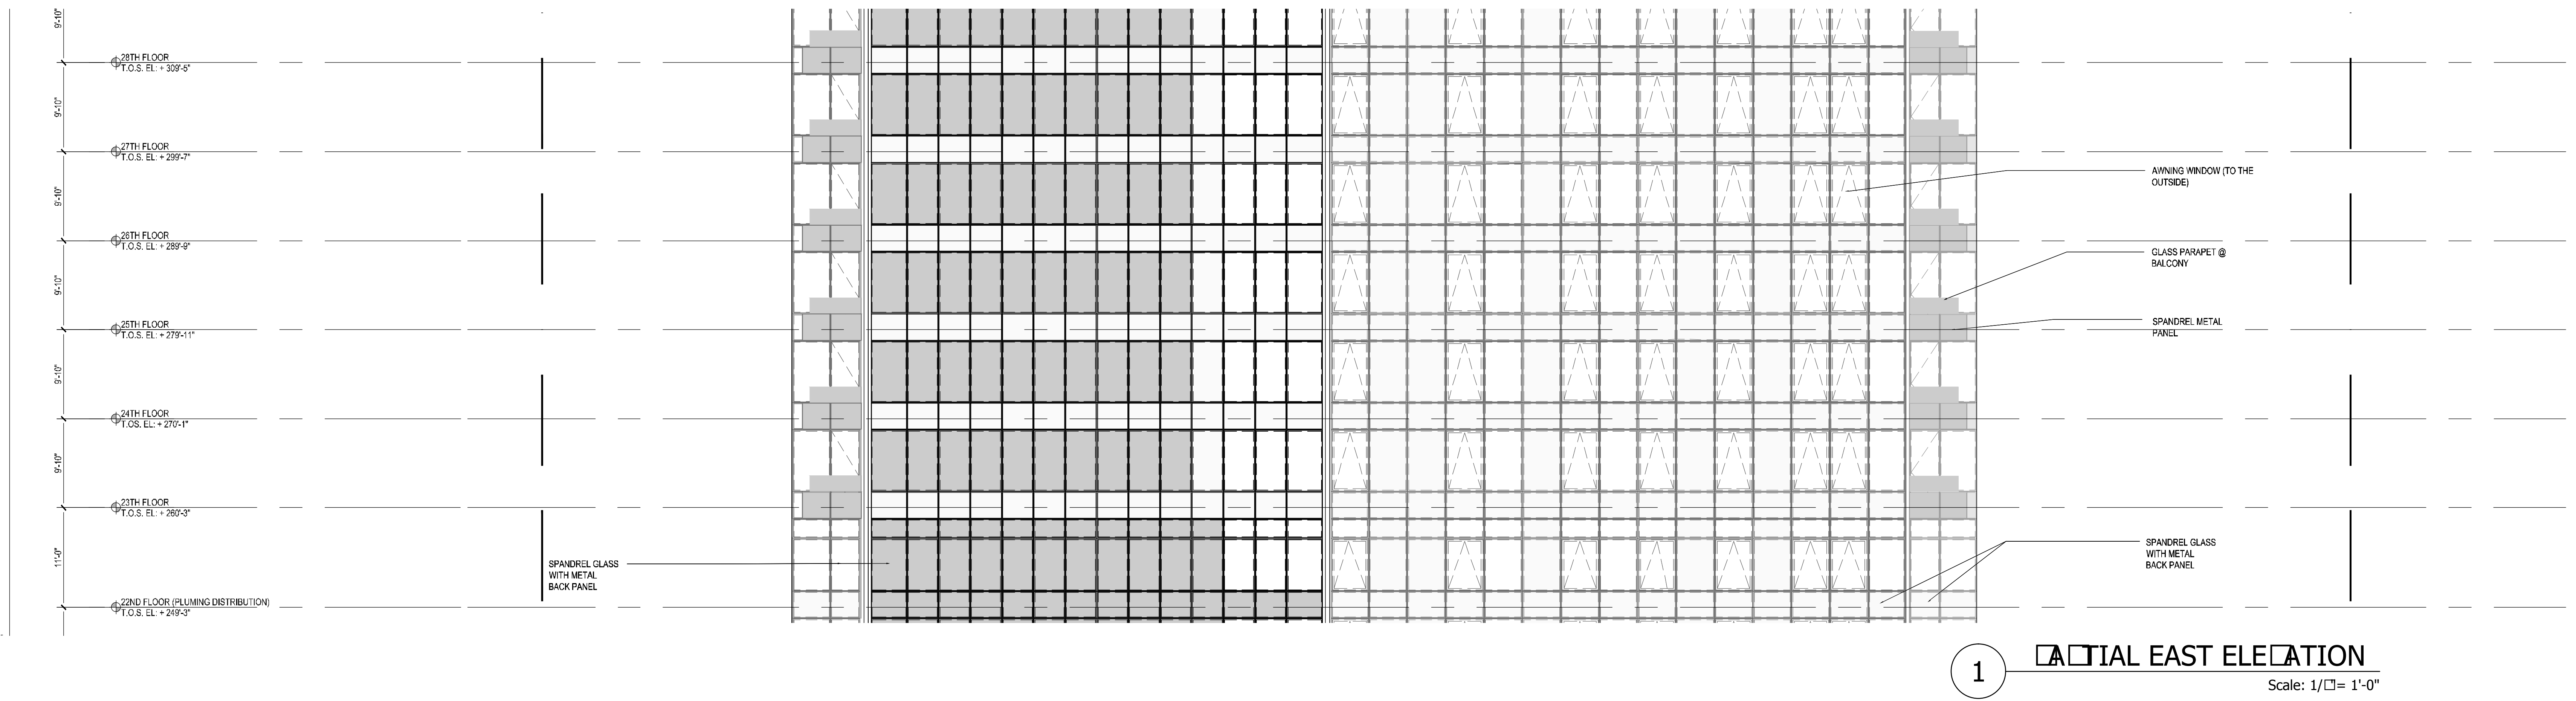 9'-10"
28TH FLOOR
T.O.S. EL: + 309'-5"
9'-10"
27TH FLOOR
T.O.S. EL: + 299'-7"
9'-10"
26TH FLOOR
T.O.S. EL: + 289'-9"
9'-10"
25TH FLOOR
T.O.S. EL: + 279'-11"
9'-10"
24TH FLOOR
T.OS. EL: + 270'-1"
9'-10"
23TH FLOOR
T.O.S. EL: + 260'-3"
11'-0"
22ND FLOOR (PLUMING DISTRIBUTION)
T.O.S. EL: + 249'-3"
SPANDREL GLASS
WITH METAL
BACK PANEL
AWNING WINDOW (TO THE
OUTSIDE)
GLASS PARAPET @
BALCONY
SPANDREL METAL
PANEL
SPANDREL GLASS
WITH METAL
BACK PANEL
1
□A□TIAL EAST ELE□ATION
Scale: 1/□= 1'-0"